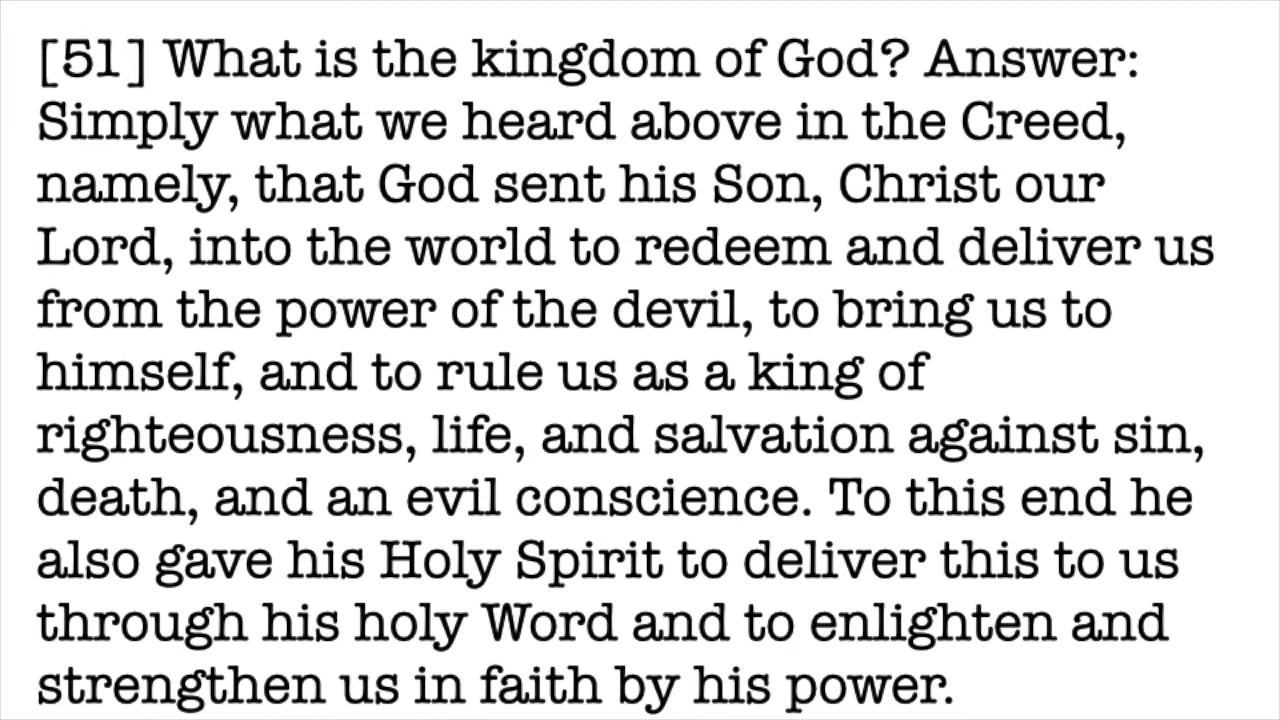 [51] What is the kingdom of God? Answer:
Simply what we heard above in the Creed,
namely, that God sent his Son, Christ our
Lord, into the world to redeem and deliver us
from the power of the devil, to bring us to
himself, and to rule us as a king of
righteousness, life, and salvation against sin,
death, and an evil conscience. To this end he
also gave his Holy Spirit to deliver this to us
through his holy Word and to enlighten and
strengthen us in faith by his power.